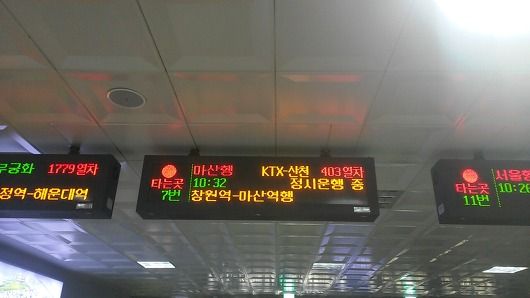 무궁화 1779열차
정역-해운대역
마산행 KTX-산천 403열차
타는곳 10:32 정시운행 중
7번 창원역-마산역행
서울행
타는곳 10:26
11번